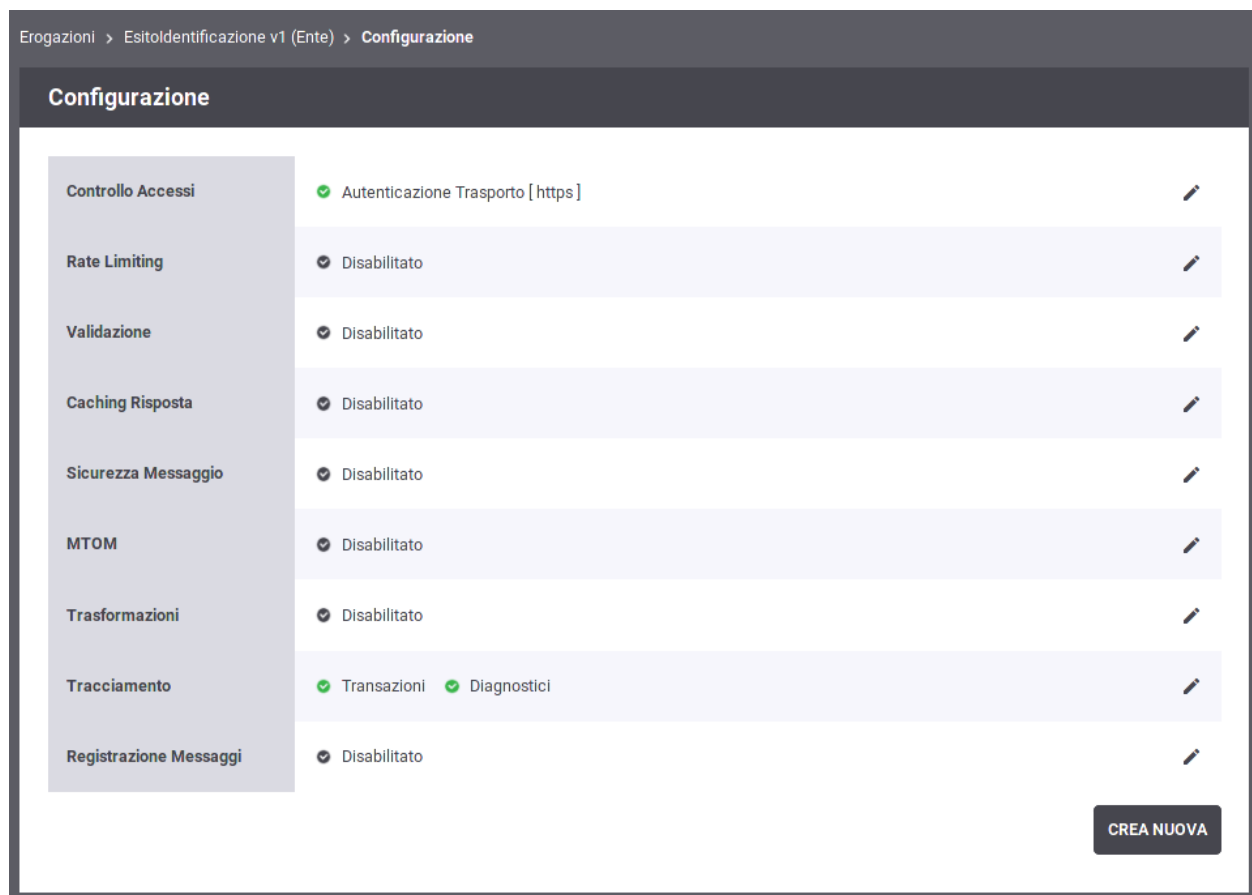 Erogazioni > EsitoIdentificazione v1 (Ente) > Configurazione
Configurazione
Controllo Accessi Autenticazione Trasporto [ https ]
Rate Limiting Disabilitato
Validazione Disabilitato
Caching Risposta Disabilitato
Sicurezza Messaggio Disabilitato
MTOM Disabilitato
Trasformazioni Disabilitato
Tracciamento Transazioni Diagnostici
Registrazione Messaggi Disabilitato
CREA NUOVA